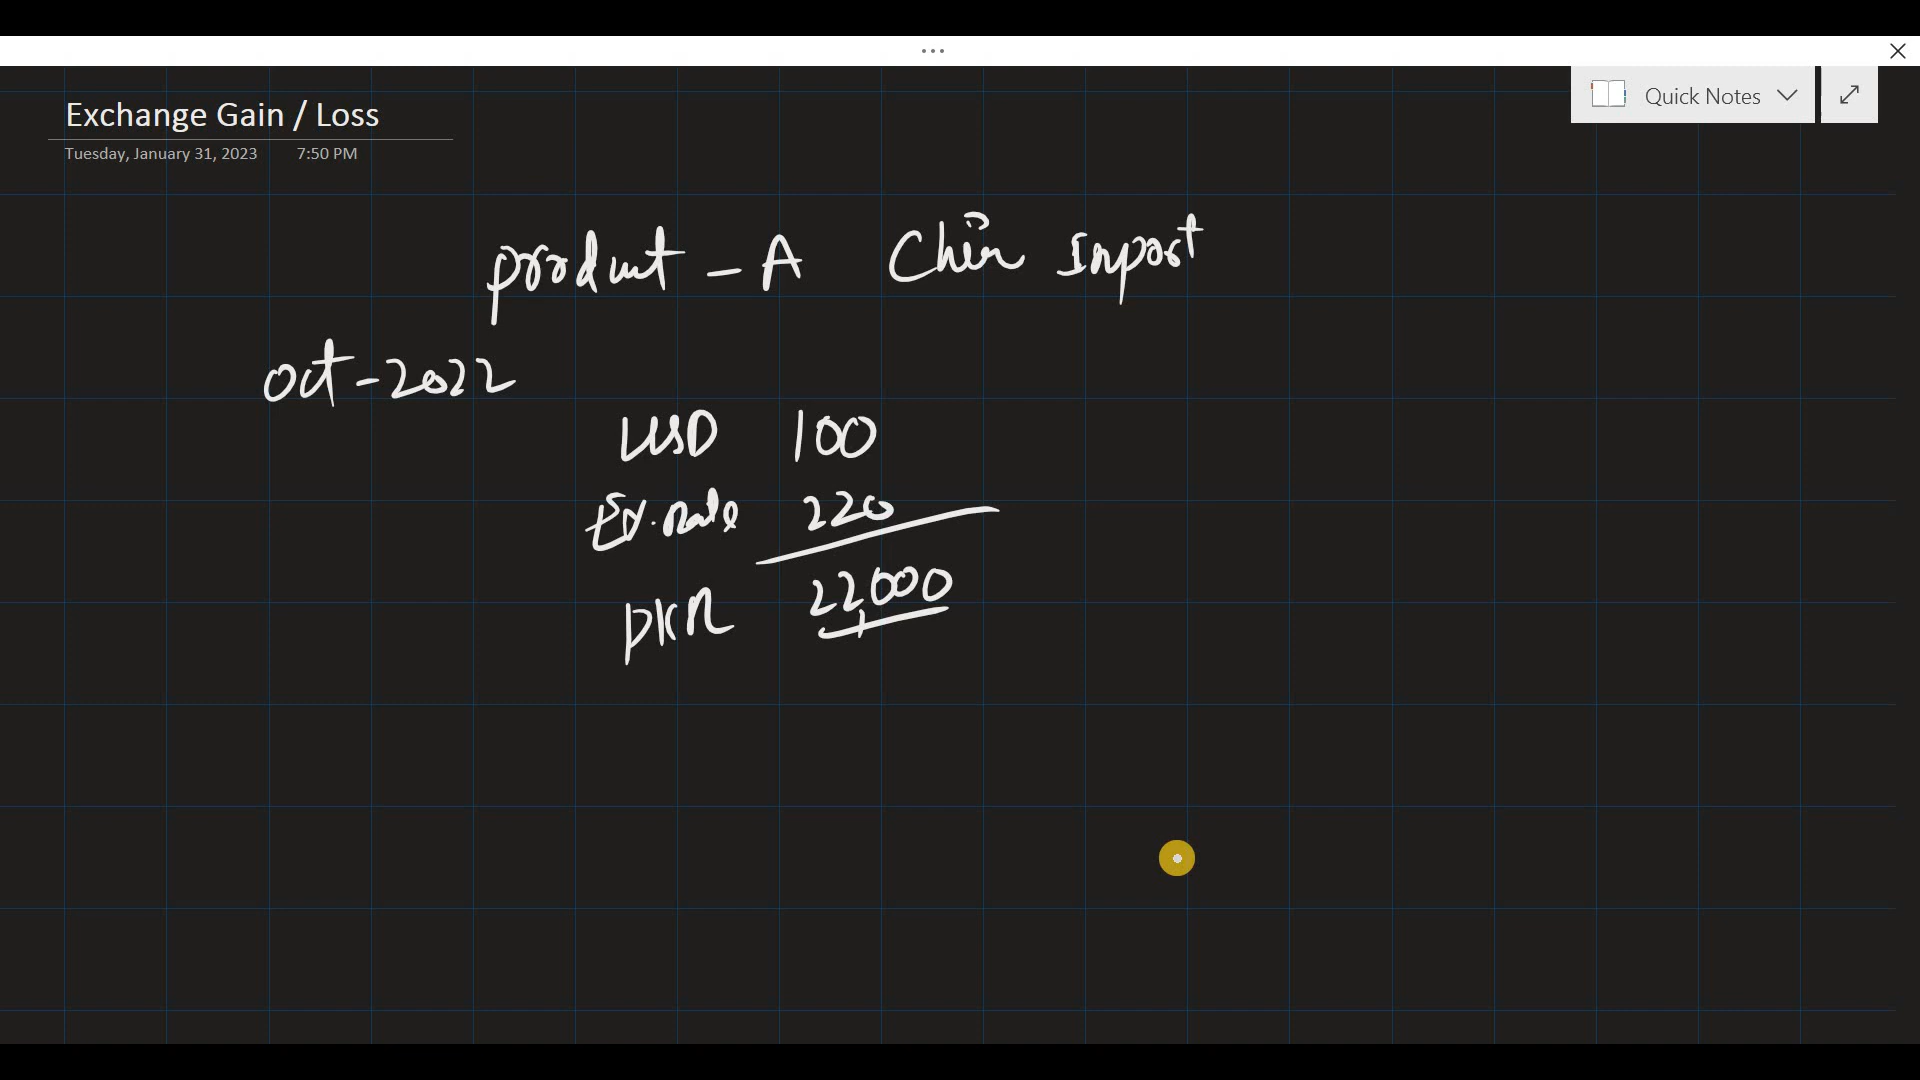 Quick Notes
Exchange Gain / Loss
Tuesday, January 31, 2023 7:50 PM
Product - A China Import
Oct - 2022
USD 100
Ex. Rate 220
PKR 22,000